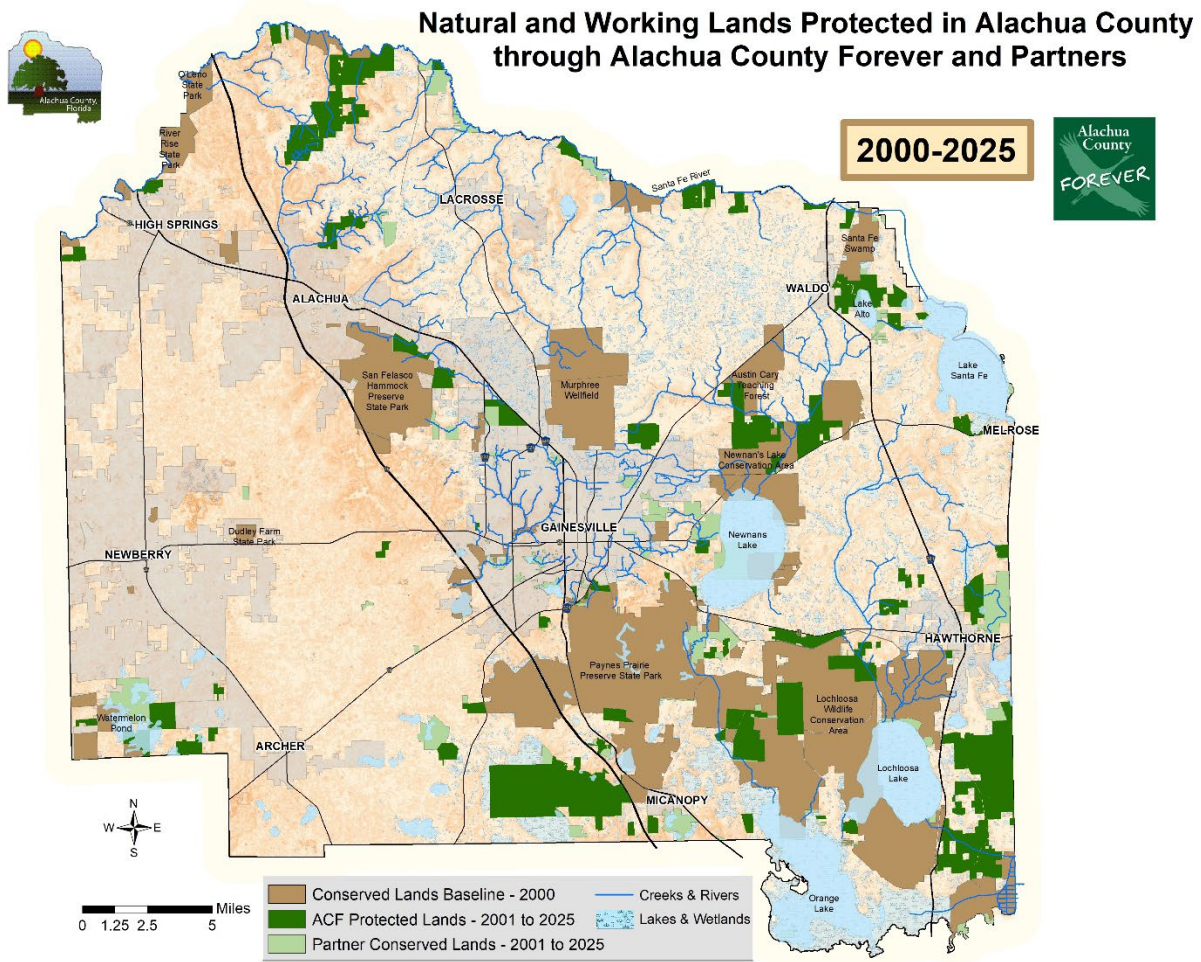 Natural and Working Lands Protected in Alachua County
through Alachua County Forever and Partners
Alachua County,
Florida
2000-2025
Alachua
County
FOREVER
O'Leno
State
Park
River
Rise
State
Park
HIGH SPRINGS
LACROSSE
Santa Fe River
Santa Fe
Swamp
ALACHUA
WALDO
Lake
Alto
Lake
Santa Fe
San Felasco
Hammock
Preserve
State Park
Murphree
Wellfield
Austin Cary
Teaching
Forest
MELROSE
Newnan's Lake
Conservation Area
Dudley Farm
State Park
GAINESVILLE
Newnans
Lake
NEWBERRY
HAWTHORNE
Paynes Prairie
Preserve State Park
Lochloosa
Wildlife
Conservation
Area
Watermelon
Pond
ARCHER
Lochloosa
Lake
MICANOPY
Orange
Lake
N
W E
S
Miles
0 1.25 2.5 5
Conserved Lands Baseline - 2000
ACF Protected Lands - 2001 to 2025
Partner Conserved Lands - 2001 to 2025
Creeks & Rivers
Lakes & Wetlands